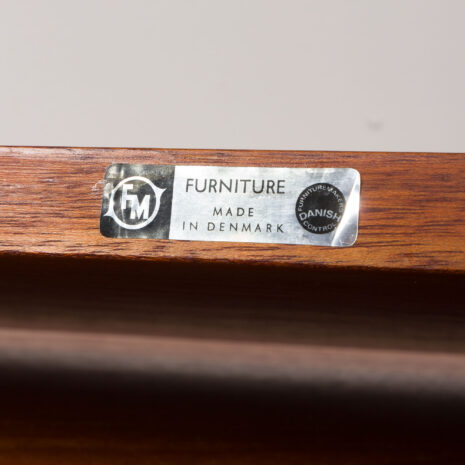 FM
FURNITURE
MADE
IN DENMARK
FURNITUREMAKERS
DANISH
CONTROL